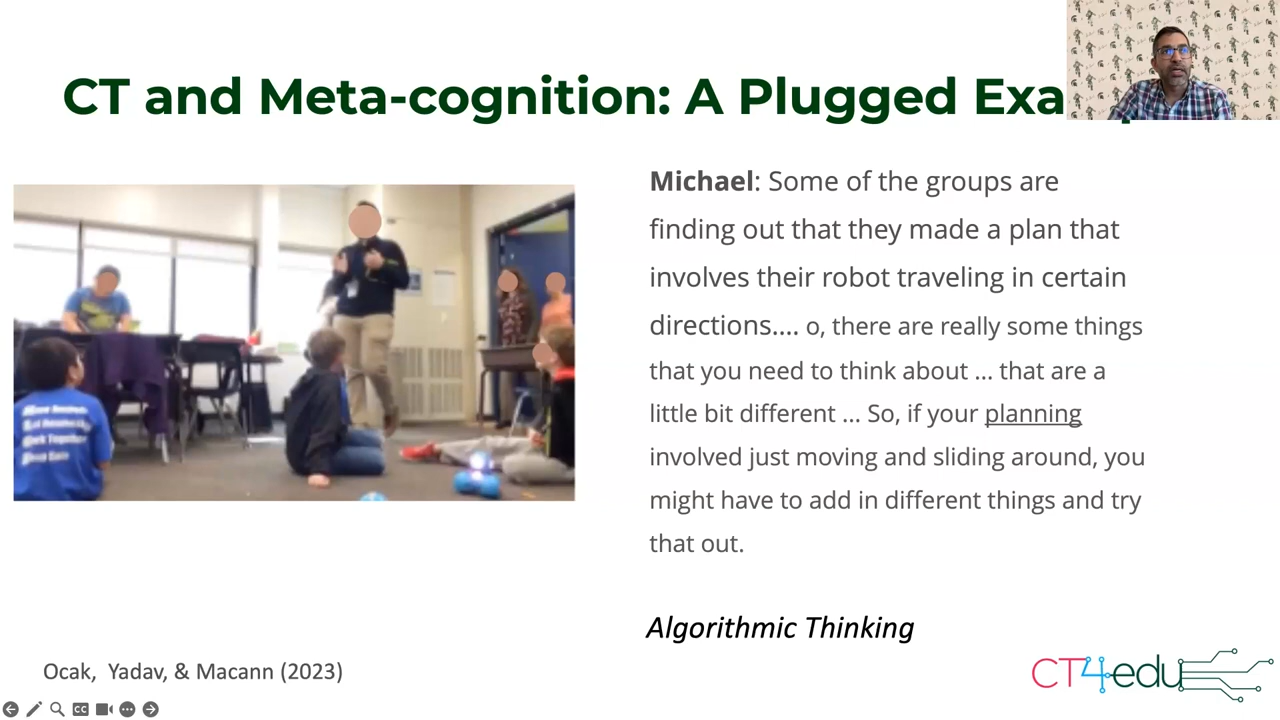 CT and Meta-cognition: A Plugged Exa
Michael: Some of the groups are
finding out that they made a plan that
involves their robot traveling in certain
directions.... o, there are really some things
that you need to think about ... that are a
little bit different ... So, if your planning
involved just moving and sliding around, you
might have to add in different things and try
that out.
Algorithmic Thinking
Ocak, Yadav, & Macann (2023)
CT4edu
CC